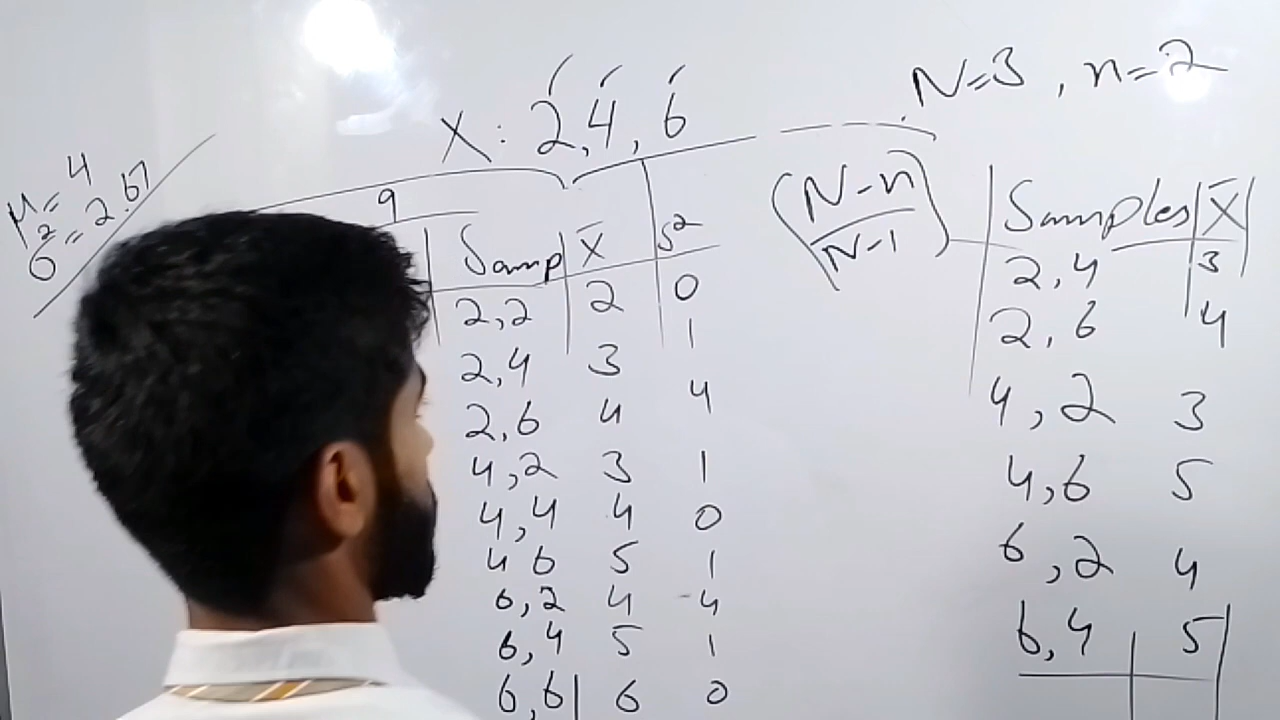 X : 2, 4, 6
N=3 , n=2
μ = 4
σ² = 2.67
9
Samp X̄ S²
2,2 2 0
2,4 3 1
2,6 4 4
4,2 3 1
4,4 4 0
4 6 5 1
6,2 4 4
6,4 5 1
6,6 6 0
(N-n / N-1)
Samples X̄
2,4 3
2,6 4
4,2 3
4,6 5
6,2 4
6,4 5